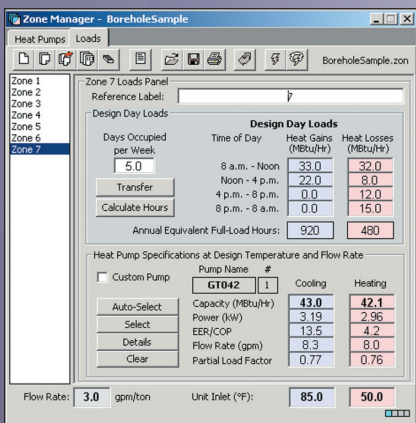 Zone Manager - BoreholeSample
Heat Pumps Loads
BoreholeSample.zon
Zone 1
Zone 2
Zone 3
Zone 4
Zone 5
Zone 6
Zone 7
Zone 7 Loads Panel
Reference Label: 7
Design Day Loads
Design Day Loads
Days Occupied per Week
5.0
Transfer
Calculate Hours
Time of Day Heat Gains (MBtu/Hr) Heat Losses (MBtu/Hr)
8 a.m. - Noon 33.0 32.0
Noon - 4 p.m. 22.0 8.0
4 p.m. - 8 p.m. 0.0 12.0
8 p.m. - 8 a.m. 0.0 15.0
Annual Equivalent Full-Load Hours: 920 480
Heat Pump Specifications at Design Temperature and Flow Rate
Custom Pump
Pump Name #
GT042 1
Cooling Heating
Auto-Select
Select
Details
Clear
Capacity (MBtu/Hr) 43.0 42.1
Power (kW) 3.19 2.96
EER/COP 13.5 4.2
Flow Rate (gpm) 8.3 8.0
Partial Load Factor 0.77 0.76
Flow Rate: 3.0 gpm/ton Unit Inlet (°F): 85.0 50.0